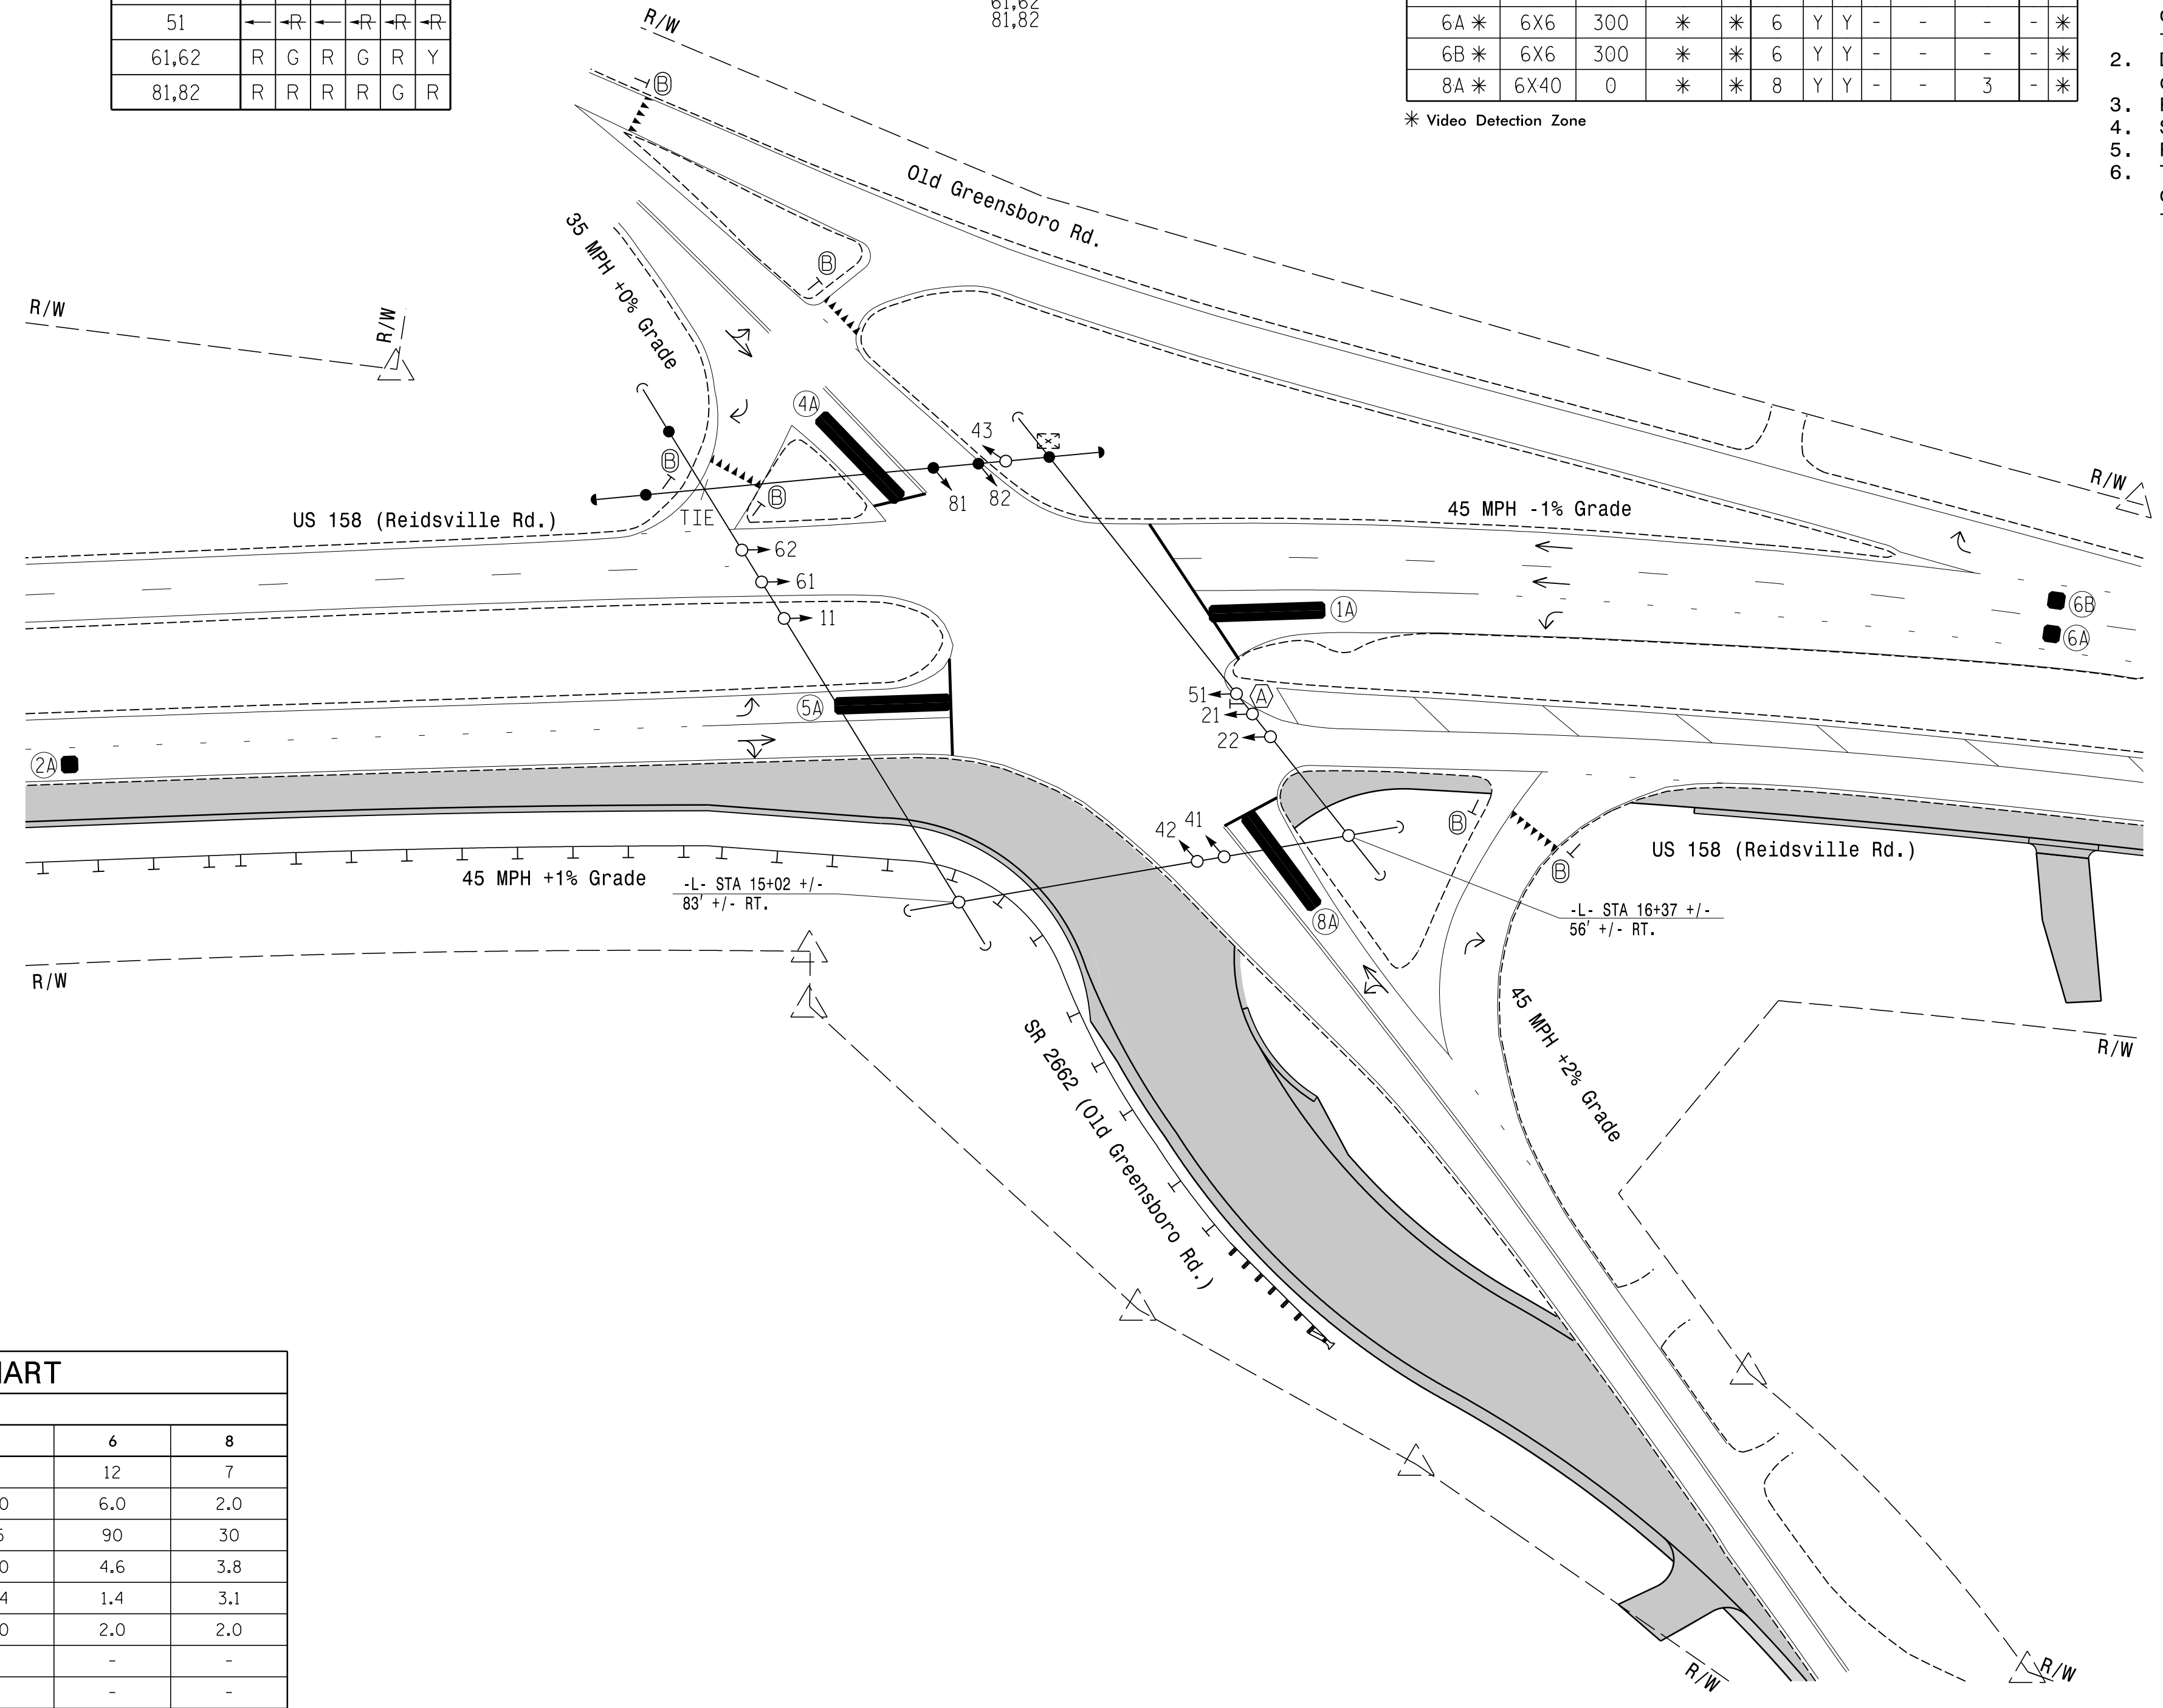 51 ← ←R ← ←R ←R ←R
61,62 R G R G R Y
81,82 R R R R G R
61,62
81,82
6A * 6X6 300 * * 6 Y Y - - - - *
6B * 6X6 300 * * 6 Y Y - - - - *
8A * 6X40 0 * * 8 Y Y - - 3 - *
* Video Detection Zone
2.
3.
4.
5.
6.
R/W
B
Old Greensboro Rd.
B
35 MPH +0% Grade
R/W
R/W
4A
43
B
B
81
82
TIE
US 158 (Reidsville Rd.)
45 MPH -1% Grade
R/W
62
61
11
1A
6B
6A
51
A
21
22
5A
2A
B
B
42
41
8A
US 158 (Reidsville Rd.)
45 MPH +1% Grade
-L- STA 15+02 +/-
83' +/- RT.
-L- STA 16+37 +/-
56' +/- RT.
R/W
SR 2662 (Old Greensboro Rd.)
45 MPH +2% Grade
R/W
R/W
R/W
6 8
12 7
6.0 2.0
90 30
4.6 3.8
1.4 3.1
2.0 2.0
- -
- -